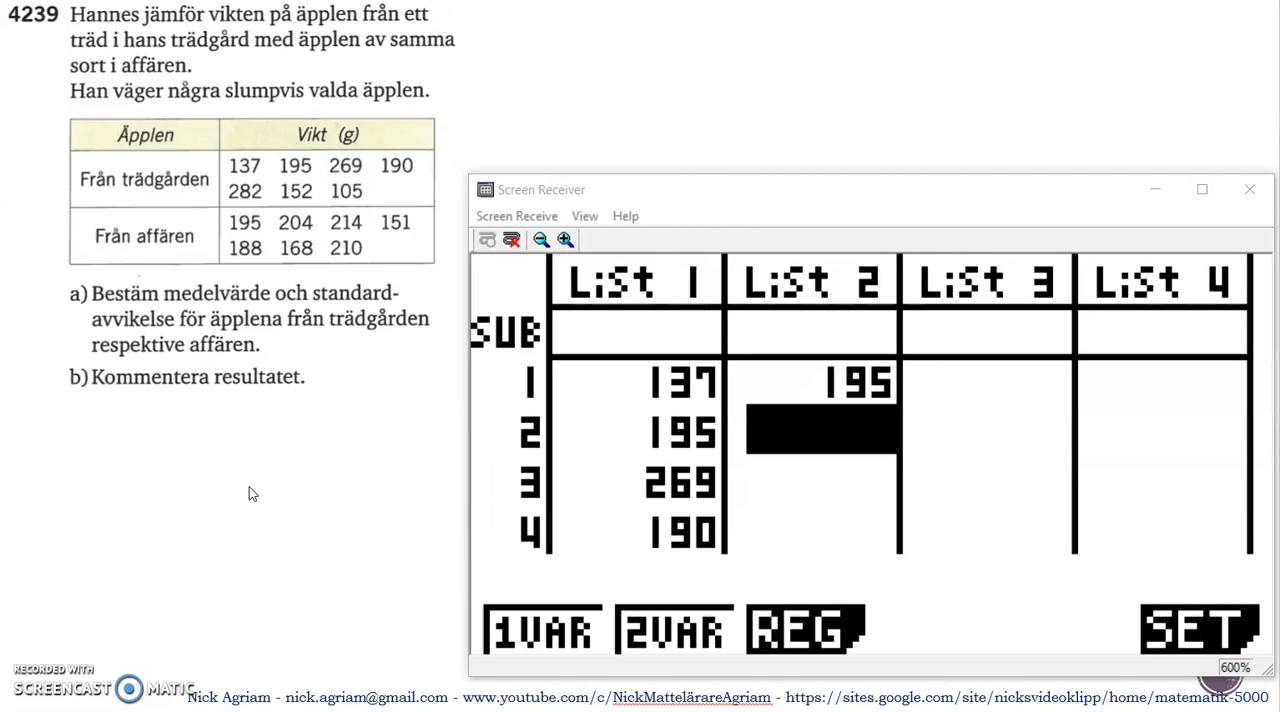 4239 Hannes jämför vikten på äpplen från ett
träd i hans trädgård med äpplen av samma
sort i affären.
Han väger några slumpvis valda äpplen.
Äpplen Vikt (g)
Från trädgården 137 195 269 190
282 152 105
Från affären 195 204 214 151
188 168 210
a) Bestäm medelvärde och standard-
avvikelse för äpplena från trädgården
respektive affären.
b) Kommentera resultatet.
Screen Receiver
Screen Receive View Help
List 1 List 2 List 3 List 4
SUB
1 137 195
2 195
3 269
4 190
1VAR 2VAR REG SET
600%
RECORDED WITH
SCREENCAST MATIC
Nick Agriam - nick.agriam@gmail.com - www.youtube.com/c/NickMattelärareAgriam - https://sites.google.com/site/nicksvideoklipp/home/matematik-5000